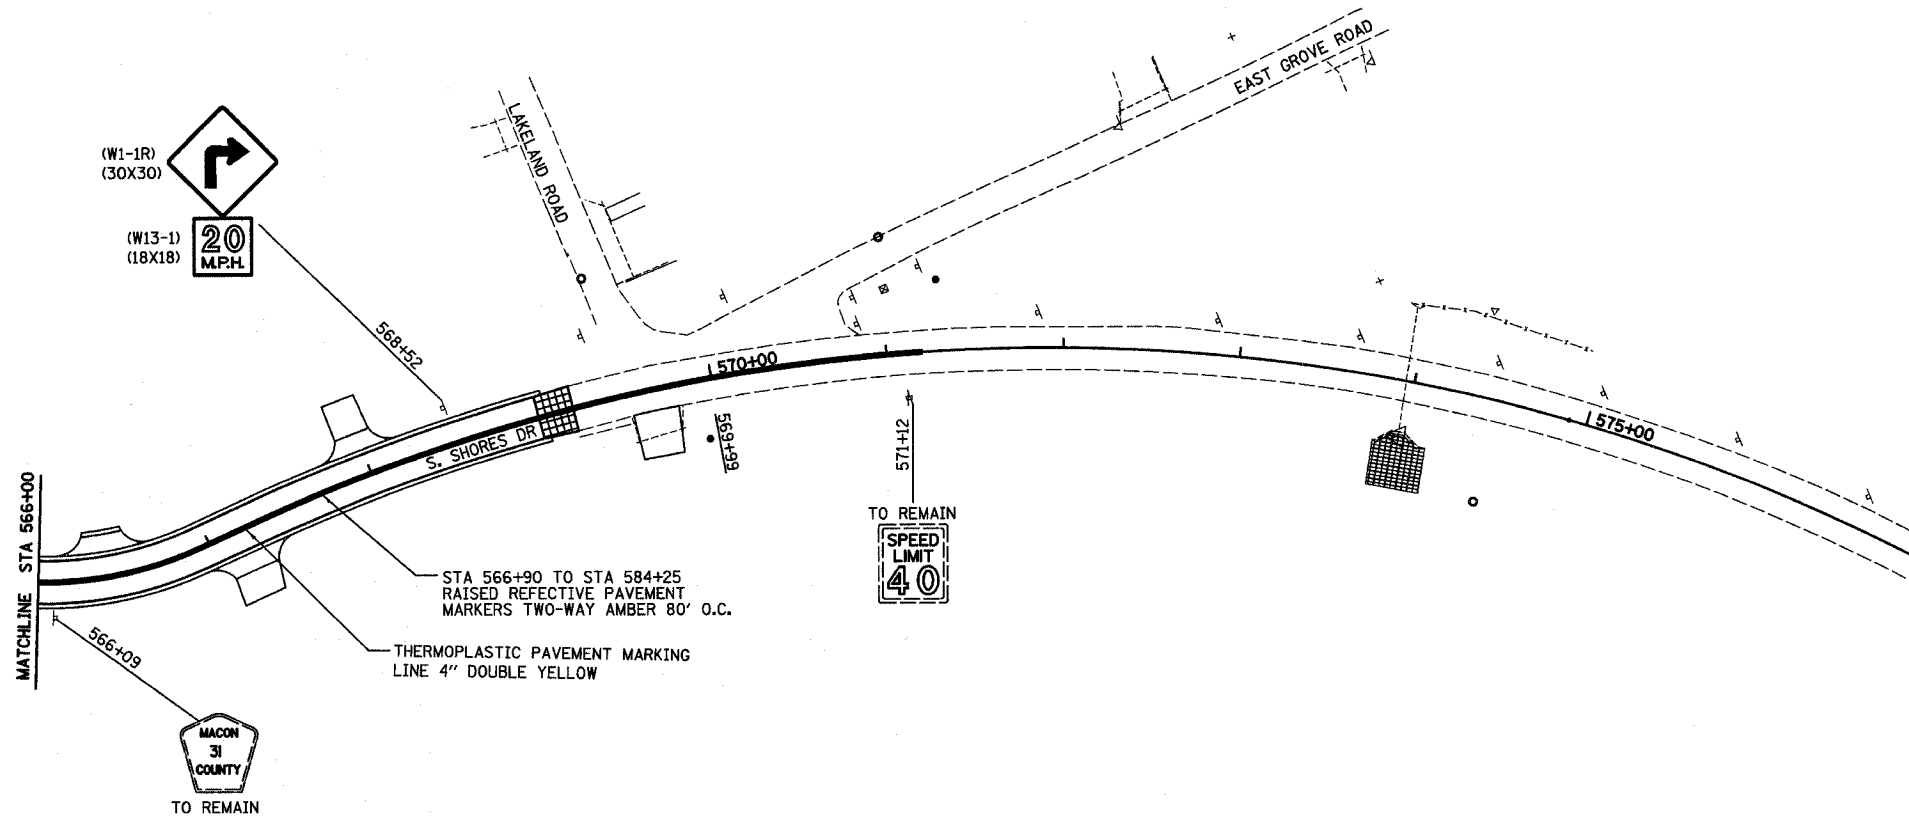 EAST GROVE ROAD
LAKELAND ROAD
(W1-1R)
(30X30)
(W13-1)
(18X18)
20
M.P.H.
568+52
570+00
575+00
S. SHORES DR
569+99
571+12
TO REMAIN
SPEED
LIMIT
40
MATCHLINE STA 566+00
STA 566+90 TO STA 584+25
RAISED REFECTIVE PAVEMENT
MARKERS TWO-WAY AMBER 80' O.C.
THERMOPLASTIC PAVEMENT MARKING
LINE 4" DOUBLE YELLOW
566+09
MACON
31
COUNTY
TO REMAIN